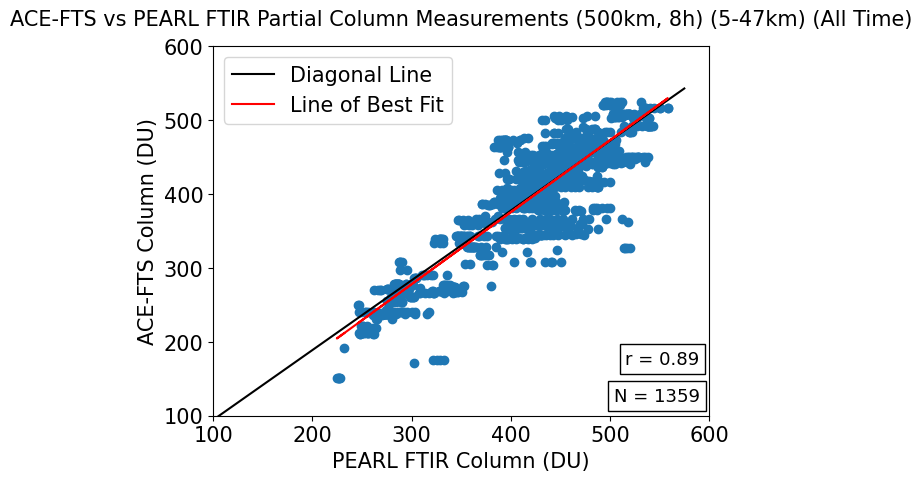 ACE-FTS vs PEARL FTIR Partial Column Measurements (500km, 8h) (5-47km) (All Time)
600
500
400
300
200
100
ACE-FTS Column (DU)
Diagonal Line
Line of Best Fit
r = 0.89
N = 1359
100 200 300 400 500 600
PEARL FTIR Column (DU)